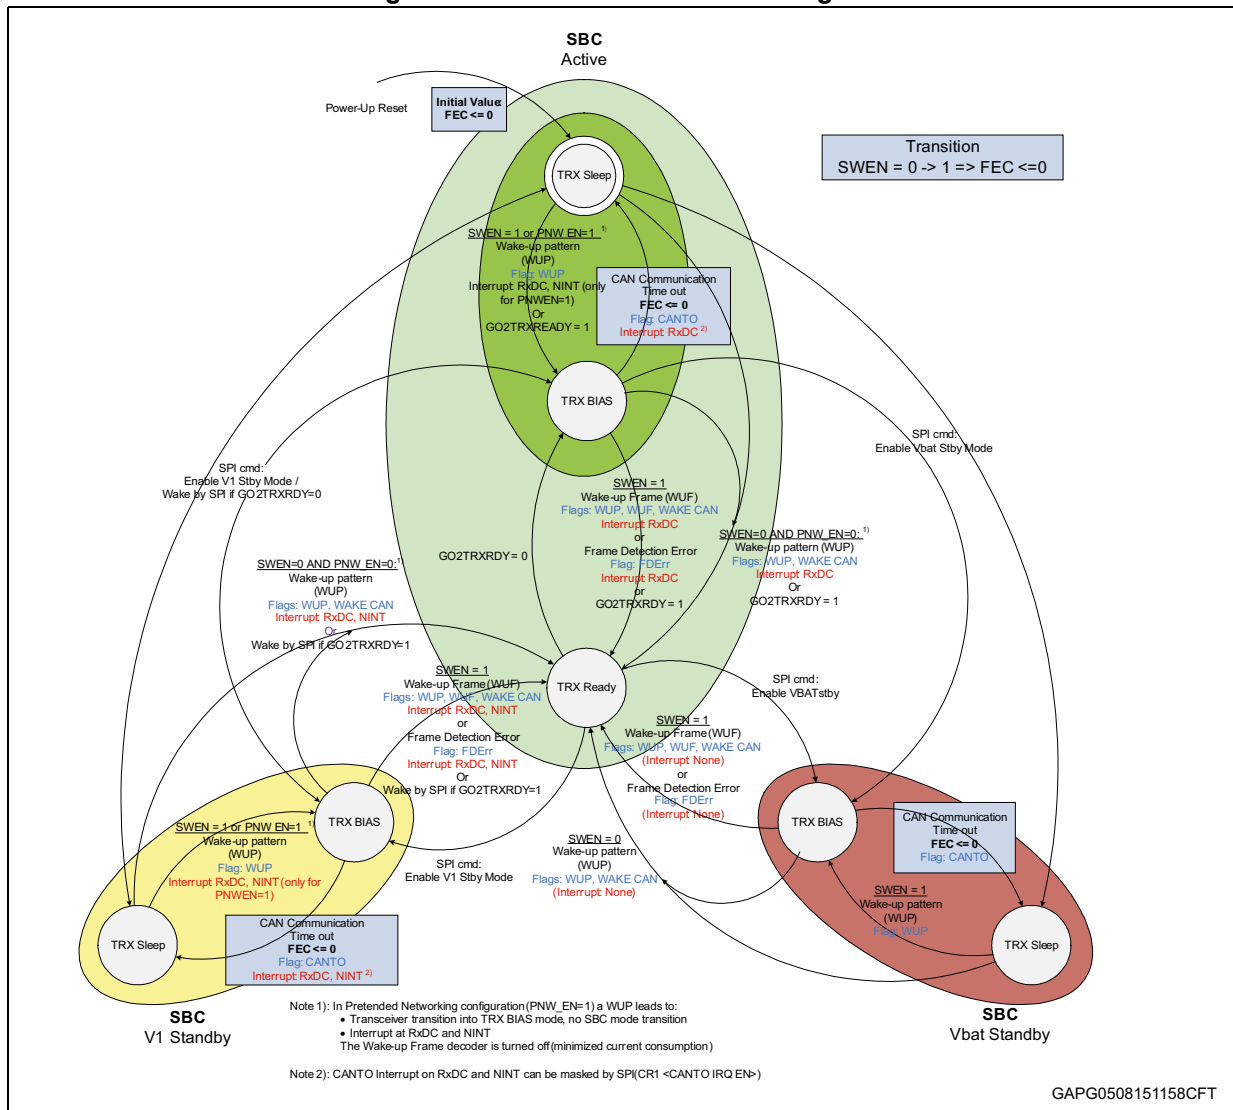 SBC
Active
Power-Up Reset
Initial Value:
FEC <= 0
Transition
SWEN = 0 -> 1 => FEC <=0
TRX Sleep
SWEN = 1 or PNW EN=1 1)
Wake-up pattern
(WUP)
Flag: WUP
Interrupt: RxDC, NINT (only
for PNWEN=1)
Or
GO2TRXREADY = 1
CAN Communication
Time out
FEC <= 0
Flag: CANTO
Interrupt: RxDC 2)
TRX BIAS
SPI cmd:
Enable Vbat Stby Mode
SPI cmd:
Enable V1 Stby Mode /
Wake by SPI if GO2TRXRDY=0
SWEN = 1
Wake-up Frame (WUF)
Flags: WUP, WUF, WAKE CAN
Interrupt: RxDC
or
Frame Detection Error
Flag: FDErr
Interrupt: RxDC
or
GO2TRXRDY = 1
SWEN=0 AND PNW_EN=0: 1)
Wake-up pattern (WUP)
Flags: WUP, WAKE CAN
Interrupt: RxDC
Or
GO2TRXRDY = 1
GO2TRXRDY = 0
SWEN=0 AND PNW_EN=0: 1)
Wake-up pattern
(WUP)
Flags: WUP, WAKE CAN
Interrupt: RxDC, NINT
Or
Wake by SPI if GO2TRXRDY=1
TRX Ready
SWEN = 1
Wake-up Frame (WUF)
Flags: WUP, WUF, WAKE CAN
Interrupt: RxDC, NINT
or
Frame Detection Error
Flag: FDErr
Interrupt: RxDC, NINT
Or
Wake by SPI if GO2TRXRDY=1
SPI cmd:
Enable VBATstby
SWEN = 1
Wake-up Frame (WUF)
Flags: WUP, WUF, WAKE CAN
(Interrupt None)
or
Frame Detection Error
Flag: FDErr
(Interrupt None)
TRX BIAS
SWEN = 1 or PNW EN=1 1)
Wake-up pattern
(WUP)
Flag: WUP
Interrupt: RxDC, NINT (only for
PNWEN=1)
SPI cmd:
Enable V1 Stby Mode
SWEN = 0
Wake-up pattern
(WUP)
Flags: WUP, WAKE CAN
(Interrupt None)
TRX BIAS
CAN Communication
Time out
FEC <= 0
Flag: CANTO
SWEN = 1
Wake-up pattern
(WUP)
Flag: WUP
TRX Sleep
CAN Communication
Time out
FEC <= 0
Flag: CANTO
Interrupt: RxDC, NINT 2)
TRX Sleep
SBC
V1 Standby
SBC
Vbat Standby
Note 1): In Pretended Networking configuration (PNW_EN=1) a WUP leads to:
• Transceiver transition into TRX BIAS mode, no SBC mode transition
• Interrupt at RxDC and NINT
The Wake-up Frame decoder is turned off (minimized current consumption)
Note 2): CANTO Interrupt on RxDC and NINT can be masked by SPI (CR1 <CANTO IRQ EN>)
GAPG0508151158CFT